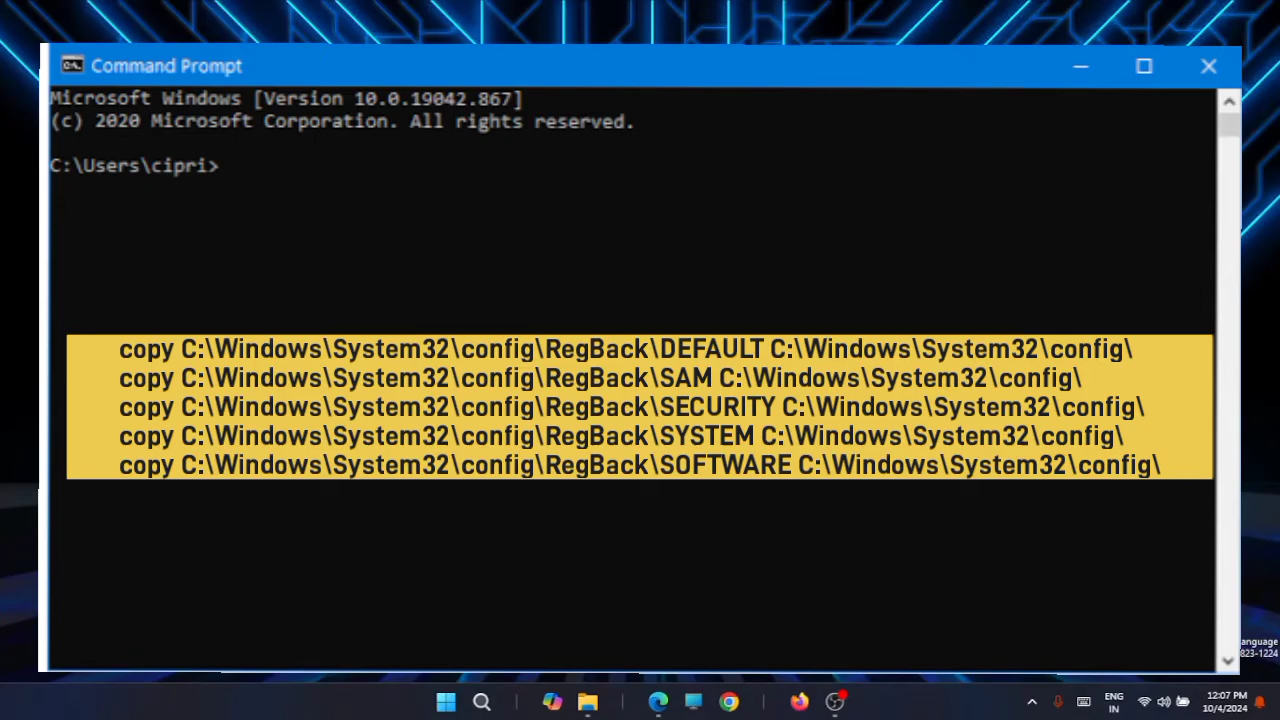 Command Prompt
Microsoft Windows [Version 10.0.19042.867]
(c) 2020 Microsoft Corporation. All rights reserved.
C:\Users\cipri>
copy C:\Windows\System32\config\RegBack\DEFAULT C:\Windows\System32\config\
copy C:\Windows\System32\config\RegBack\SAM C:\Windows\System32\config\
copy C:\Windows\System32\config\RegBack\SECURITY C:\Windows\System32\config\
copy C:\Windows\System32\config\RegBack\SYSTEM C:\Windows\System32\config\
copy C:\Windows\System32\config\RegBack\SOFTWARE C:\Windows\System32\config\
anguage
823-1224
ENG
IN
12:07 PM
10/4/2024